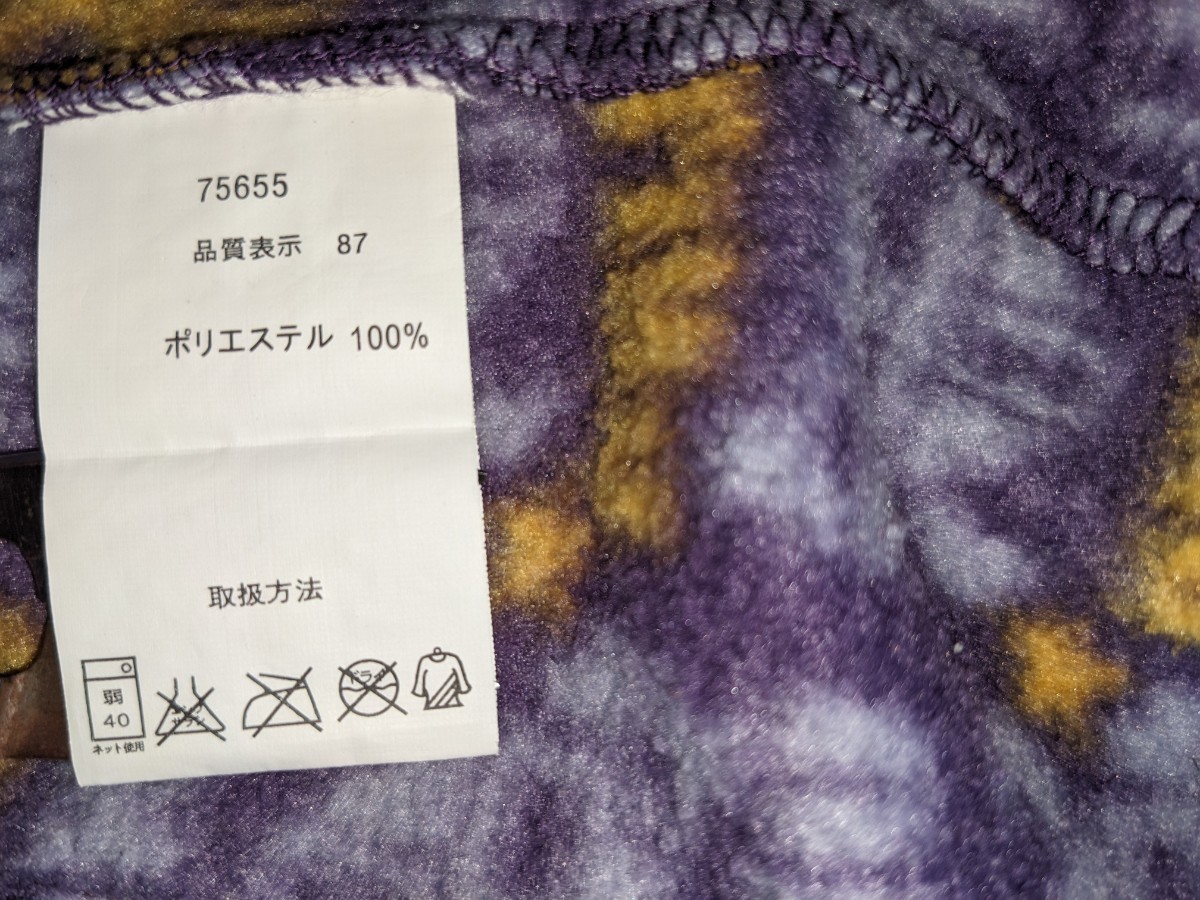 75655
品質表示 87
ポリエステル 100%
取扱方法
弱
40
ネット使用